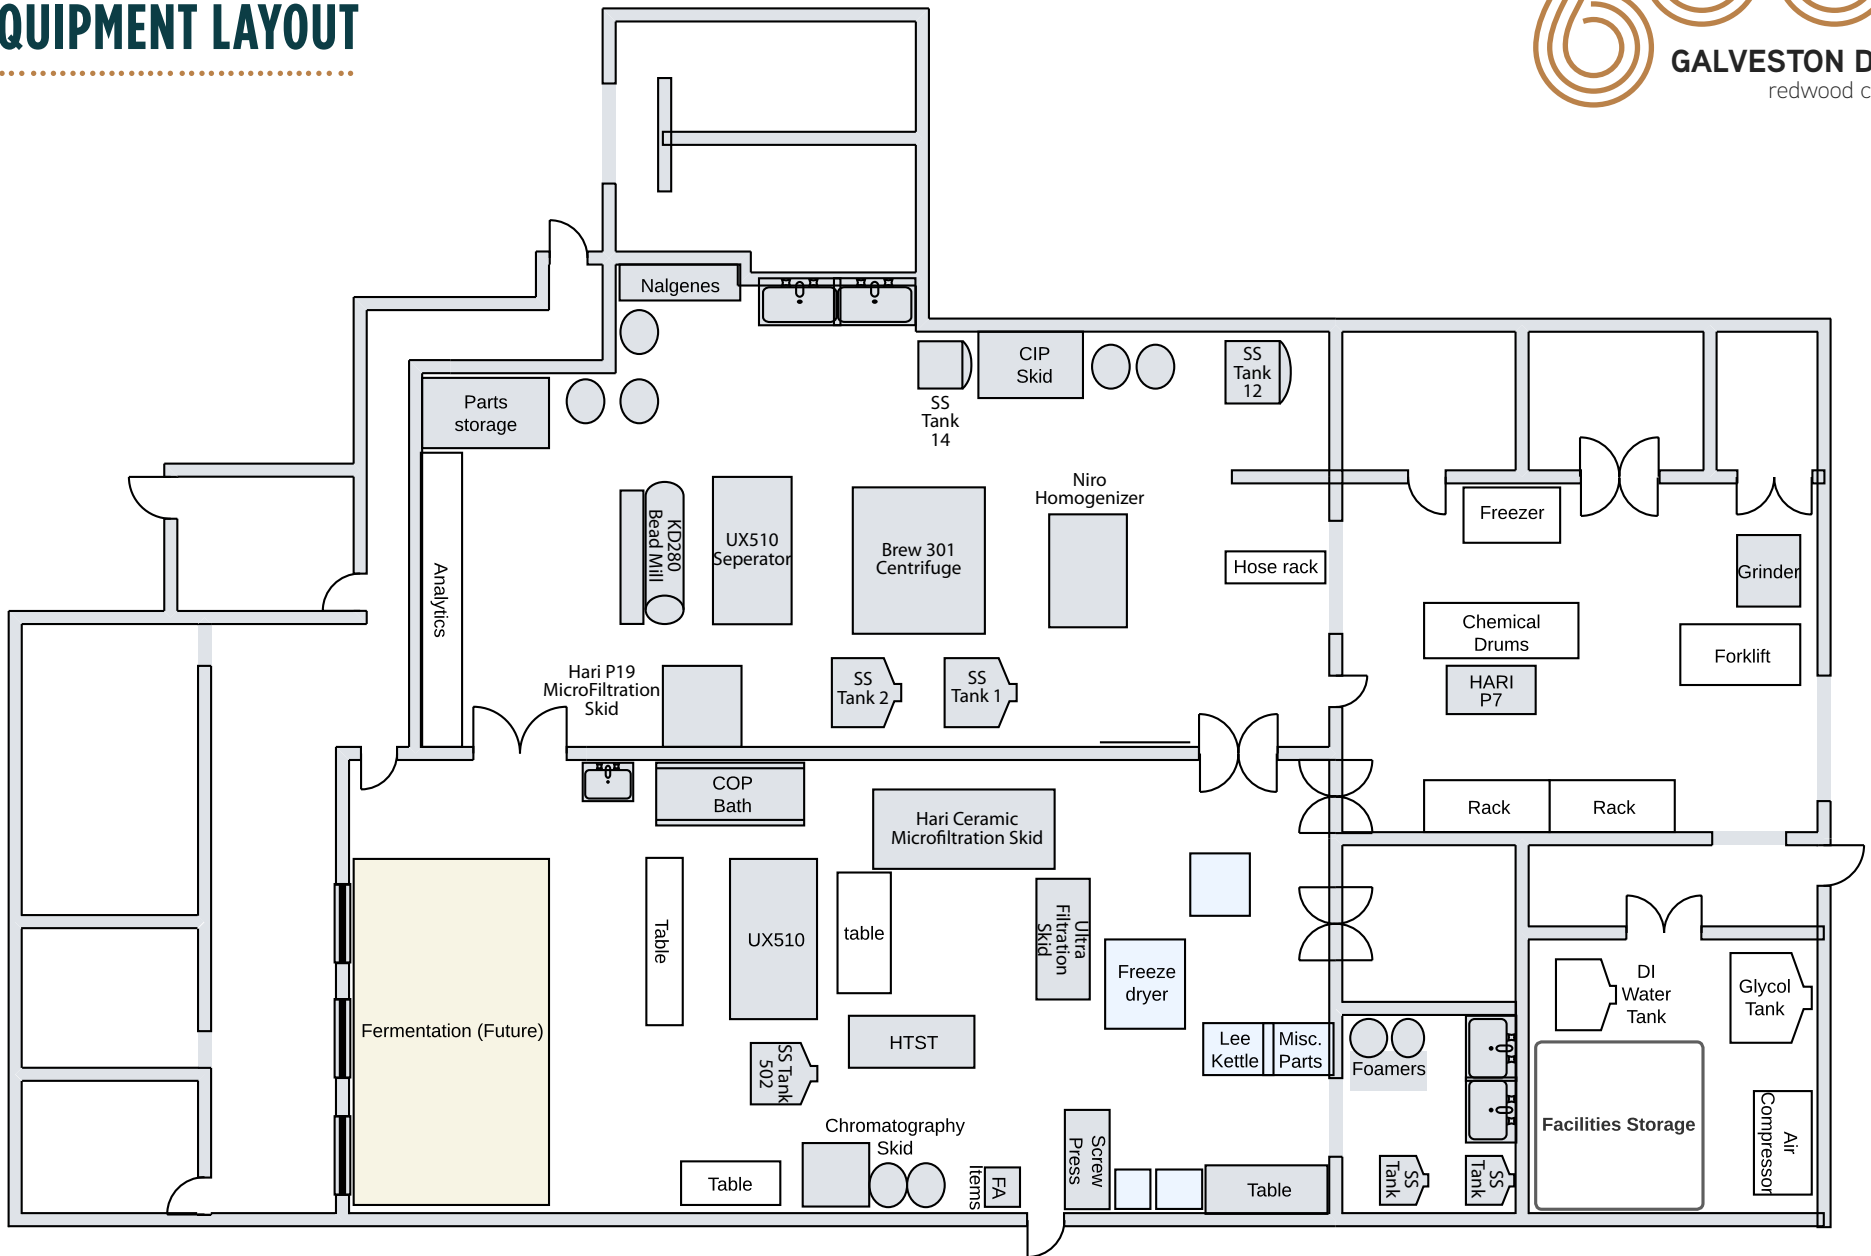 QUIPMENT LAYOUT
GALVESTON D
redwood c
Nalgenes
CIP
Skid
SS
Tank
12
SS
Tank
14
Parts
storage
Niro
Homogenizer
Freezer
KD280
Bead Mill
UX510
Seperator
Brew 301
Centrifuge
Hose rack
Grinder
Analytics
Chemical
Drums
Forklift
Hari P19
MicroFiltration
Skid
SS
Tank 2
SS
Tank 1
HARI
P7
COP
Bath
Hari Ceramic
Microfiltration Skid
Rack
Rack
Table
UX510
table
Ultra
Filtration
Skid
Freeze
dryer
DI
Water
Tank
Glycol
Tank
Fermentation (Future)
HTST
Lee
Kettle
Misc.
Parts
Foamers
SS Tank
502
Facilities Storage
Air
Compressor
Chromatography
Skid
Table
FA
Items
Screw
Press
Table
SS
Tank
SS
Tank